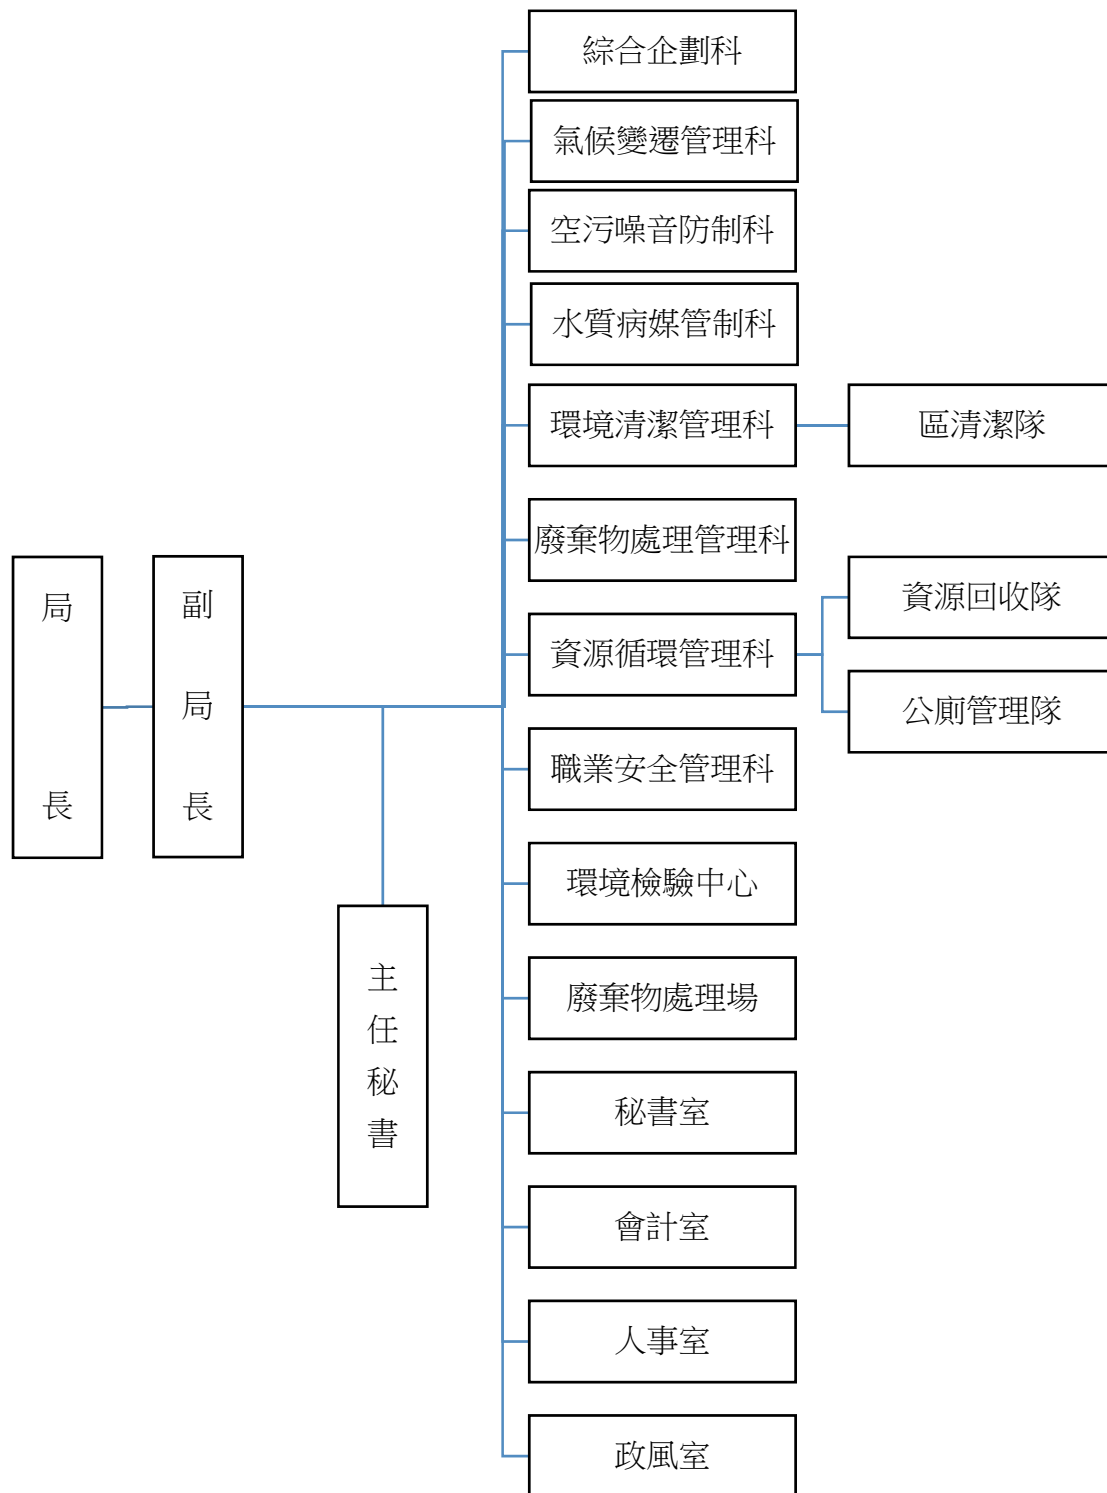 局長
副局長
主任秘書
綜合企劃科
氣候變遷管理科
空污噪音防制科
水質病媒管制科
環境清潔管理科
區清潔隊
廢棄物處理管理科
資源循環管理科
資源回收隊
公廁管理隊
職業安全管理科
環境檢驗中心
廢棄物處理場
秘書室
會計室
人事室
政風室